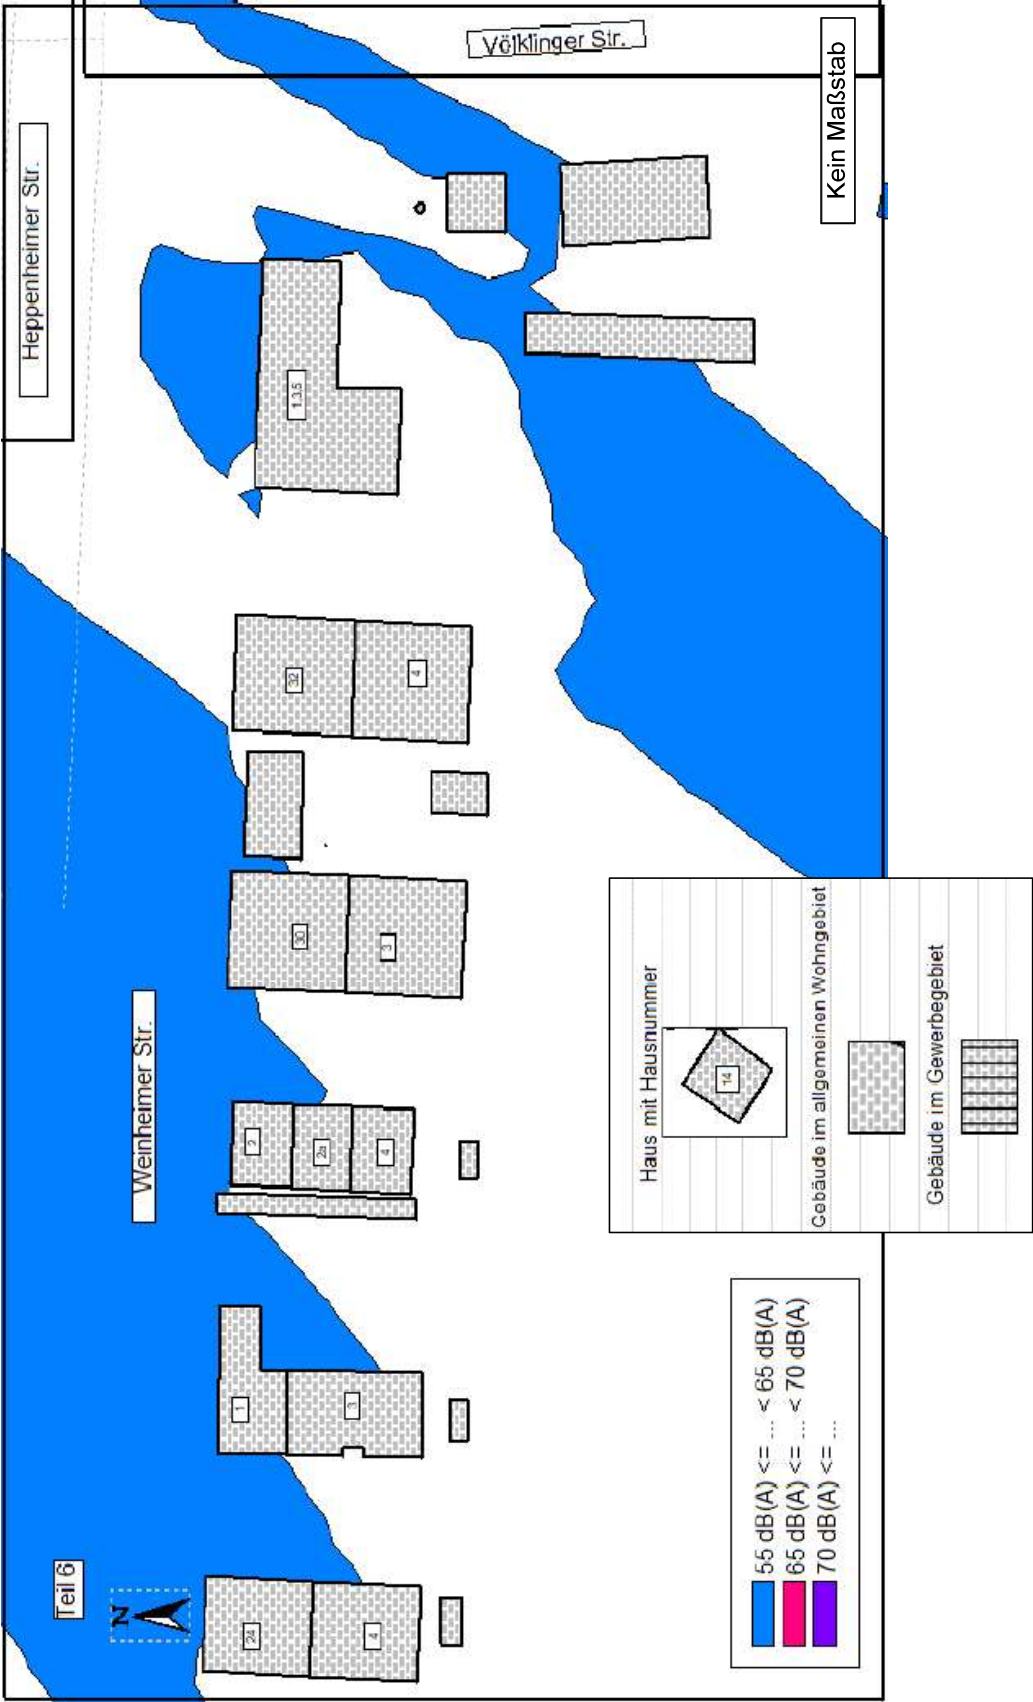 Teil 6
N
Weinheimer Str.
Heppenheimer Str.
Völklinger Str.
Kein Maßstab
24
4
1
3
2
2a
4
30
3
32
4
1,3,5
55 dB(A) <= ... < 65 dB(A)
65 dB(A) <= ... < 70 dB(A)
70 dB(A) <= ...
Haus mit Hausnummer
14
Gebäude im allgemeinen Wohngebiet
Gebäude im Gewerbegebiet